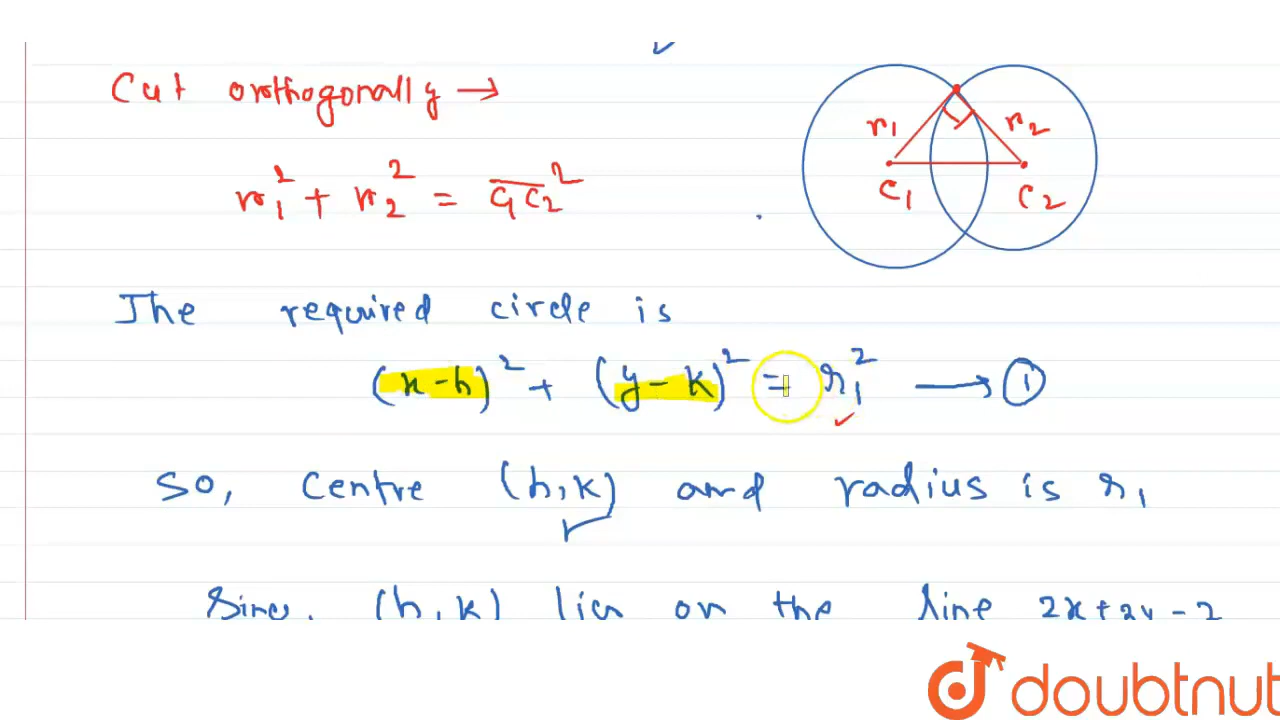 Cut orthogonally →
r₁² + r₂² = C₁C₂²
r₁ r₂
C₁ C₂
The required circle is
(x-h)² + (y-k)² = r₁² → ①
So, centre (h,k) and radius is r₁
(h,k) lies on the line
doubtnut